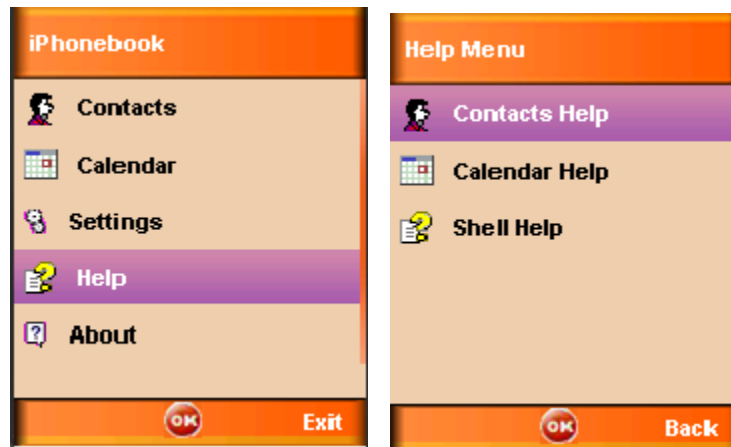 iPhonebook
Contacts
Calendar
Settings
Help
About
OK Exit
Help Menu
Contacts Help
Calendar Help
Shell Help
OK Back